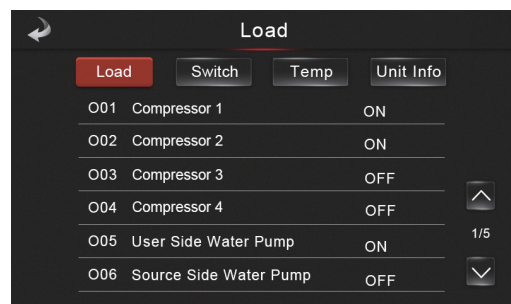 Load
Load Switch Temp Unit Info
O01 Compressor 1 ON
O02 Compressor 2 ON
O03 Compressor 3 OFF
O04 Compressor 4 OFF
O05 User Side Water Pump ON
O06 Source Side Water Pump OFF
1/5